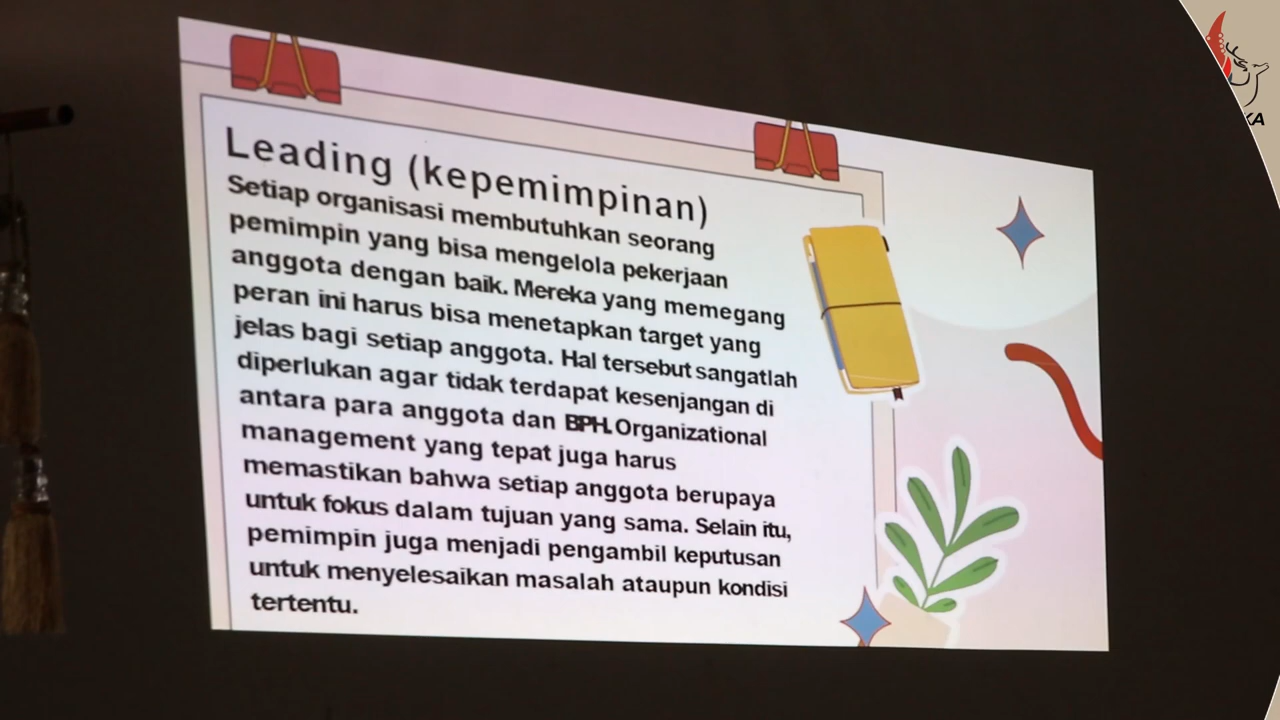 Leading (kepemimpinan)
Setiap organisasi membutuhkan seorang
pemimpin yang bisa mengelola pekerjaan
anggota dengan baik. Mereka yang memegang
peran ini harus bisa menetapkan target yang
jelas bagi setiap anggota. Hal tersebut sangatlah
diperlukan agar tidak terdapat kesenjangan di
antara para anggota dan BPH. Organizational
management yang tepat juga harus
memastikan bahwa setiap anggota berupaya
untuk fokus dalam tujuan yang sama. Selain itu,
pemimpin juga menjadi pengambil keputusan
untuk menyelesaikan masalah ataupun kondisi
tertentu.